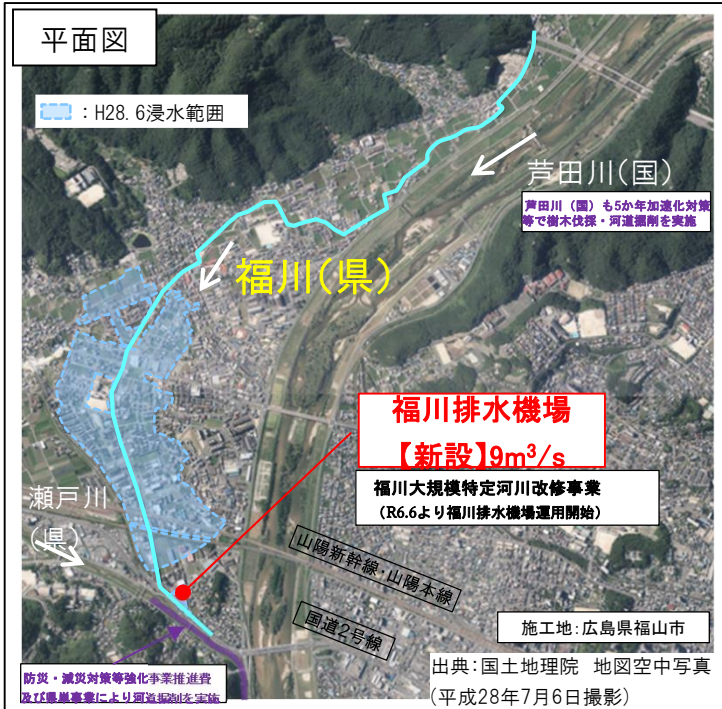 平面図
：H28.6浸水範囲
芦田川(国)
芦田川（国）も5か年加速化対策
等で樹木伐採・河道掘削を実施
福川(県)
福川排水機場
【新設】9m³/s
福川大規模特定河川改修事業
（R6.6より福川排水機場運用開始）
瀬戸川
(県)
山陽新幹線・山陽本線
国道2号線
施工地：広島県福山市
防災・減災対策等強化事業推進費
及び県単事業により河道掘削を実施
出典：国土地理院 地図空中写真
(平成28年7月6日撮影)